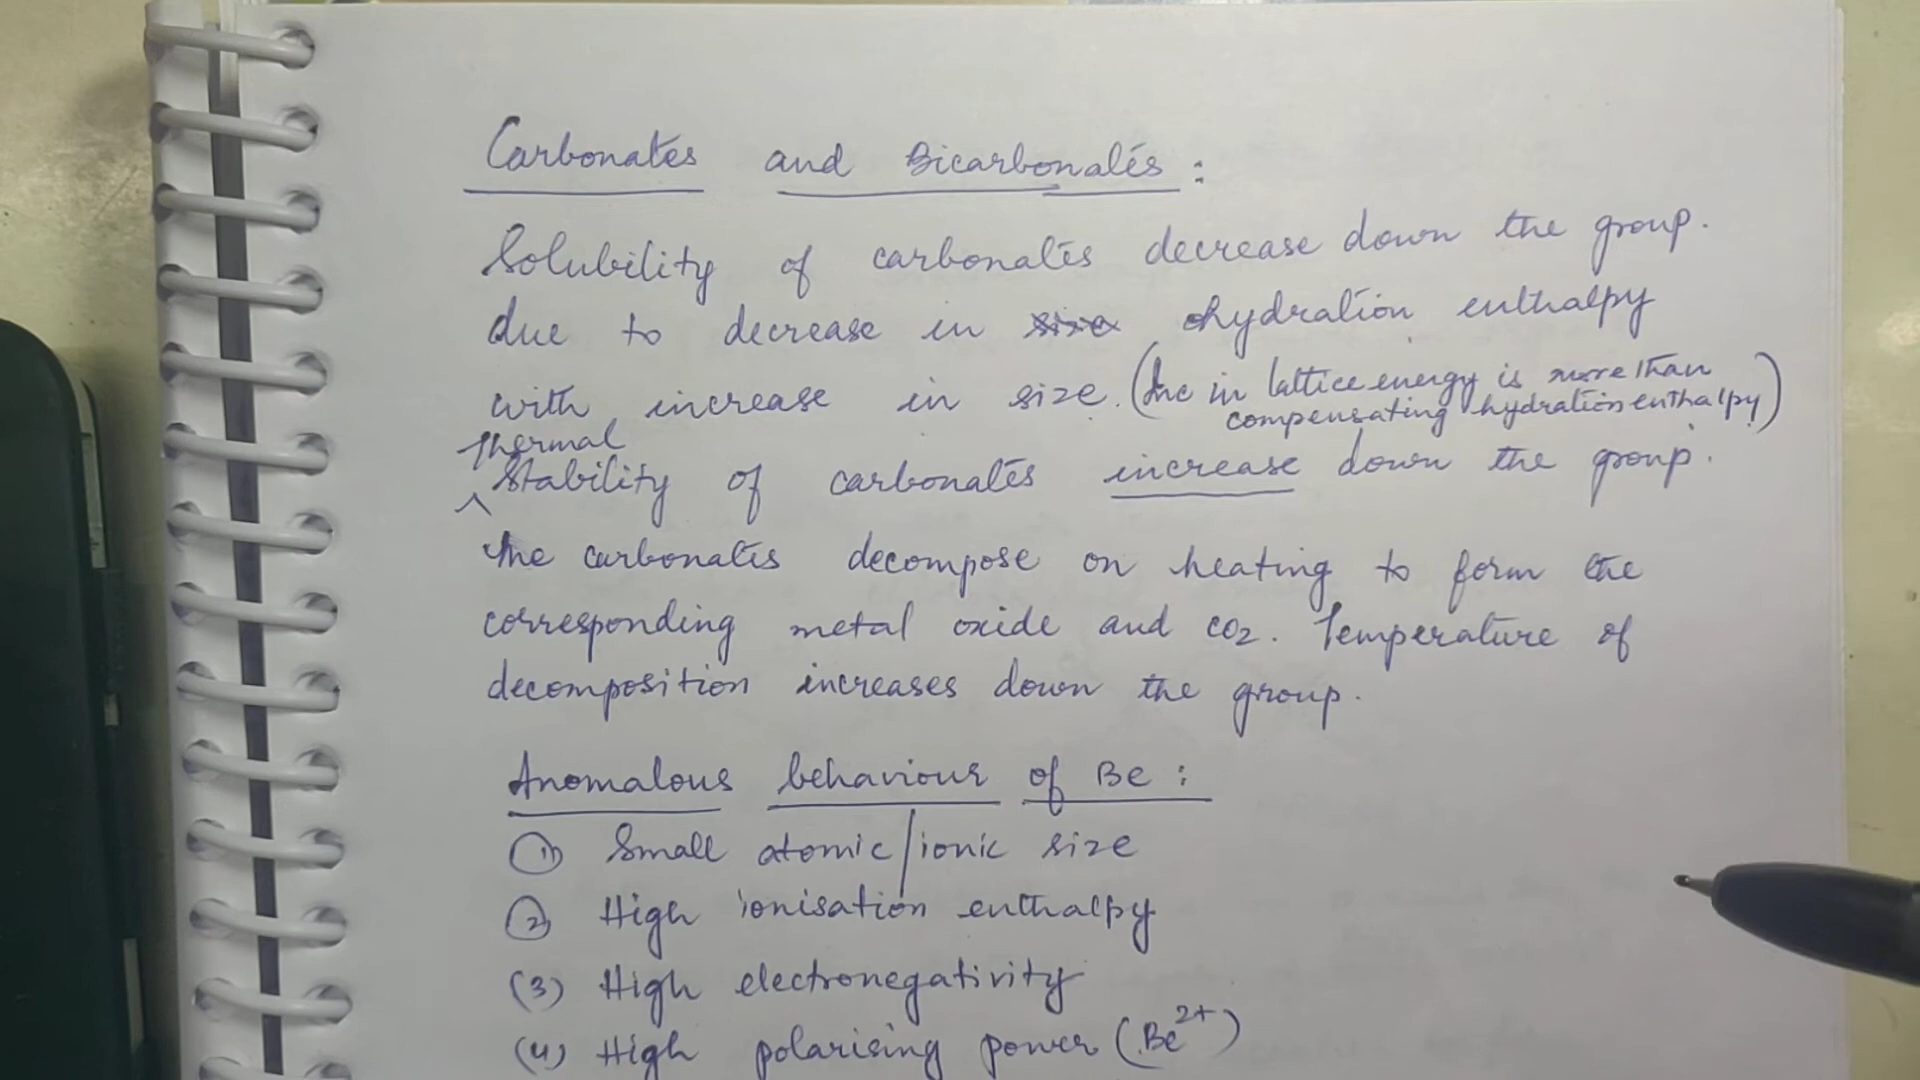 Carbonates and Bicarbonates :
Solubility of carbonates decrease down the group.
due to decrease in size hydration enthalpy
with increase in size. (Inc in lattice energy is more than
compensating hydration enthalpy)
thermal
^ Stability of carbonates increase down the group.
The carbonates decompose on heating to form the
corresponding metal oxide and CO2. Temperature of
decomposition increases down the group.
Anomalous behaviour of Be :
① Small atomic/ionic size
② High ionisation enthalpy
(3) High electronegativity
(4) High polarising power (Be2+)